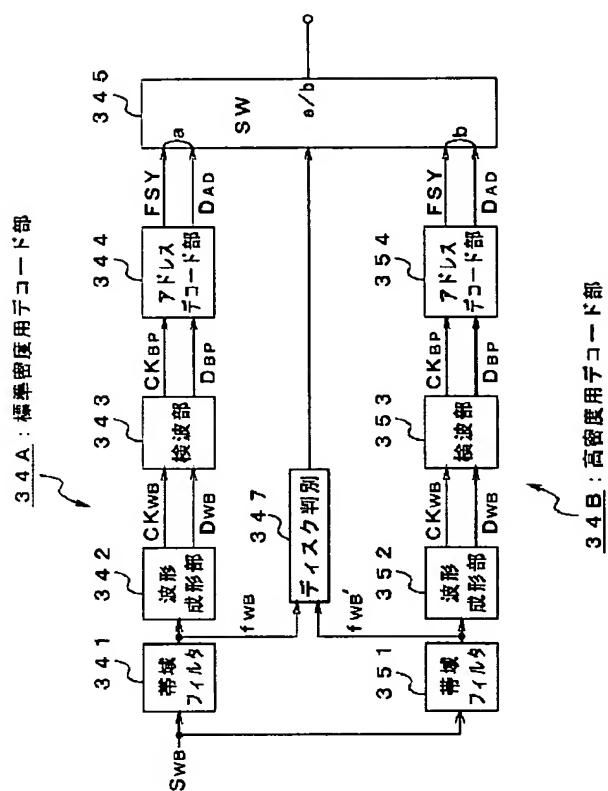 34A：標準密度用デコード部
SWB
341
帯域
フィルタ
342
波形
成形部
CKWB
DWB
343
検波部
CKBP
DBP
344
アドレス
デコード部
FSY
DAD
a
345
SW
a/b
fWB
fWB'
347
ディスク判別
351
帯域
フィルタ
352
波形
成形部
CKWB
DWB
353
検波部
CKBP
DBP
354
アドレス
デコード部
FSY
DAD
b
34B：高密度用デコード部